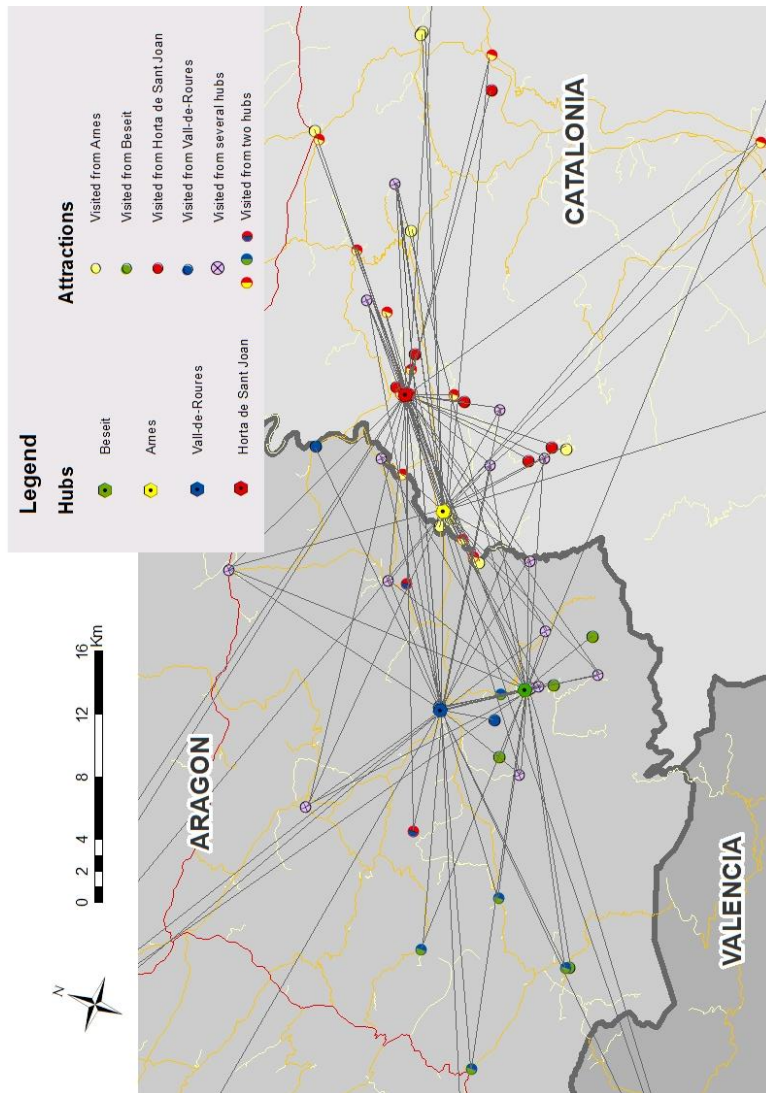 Legend
Hubs
Beseit
Arnes
Vall-de-Roures
Horta de Sant Joan
Attractions
Visited from Arnes
Visited from Beseit
Visited from Horta de Sant Joan
Visited from Vall-de-Roures
Visited from several hubs
Visited from two hubs
N
0 2 4 8 12 16
Km
ARAGON
CATALONIA
VALENCIA